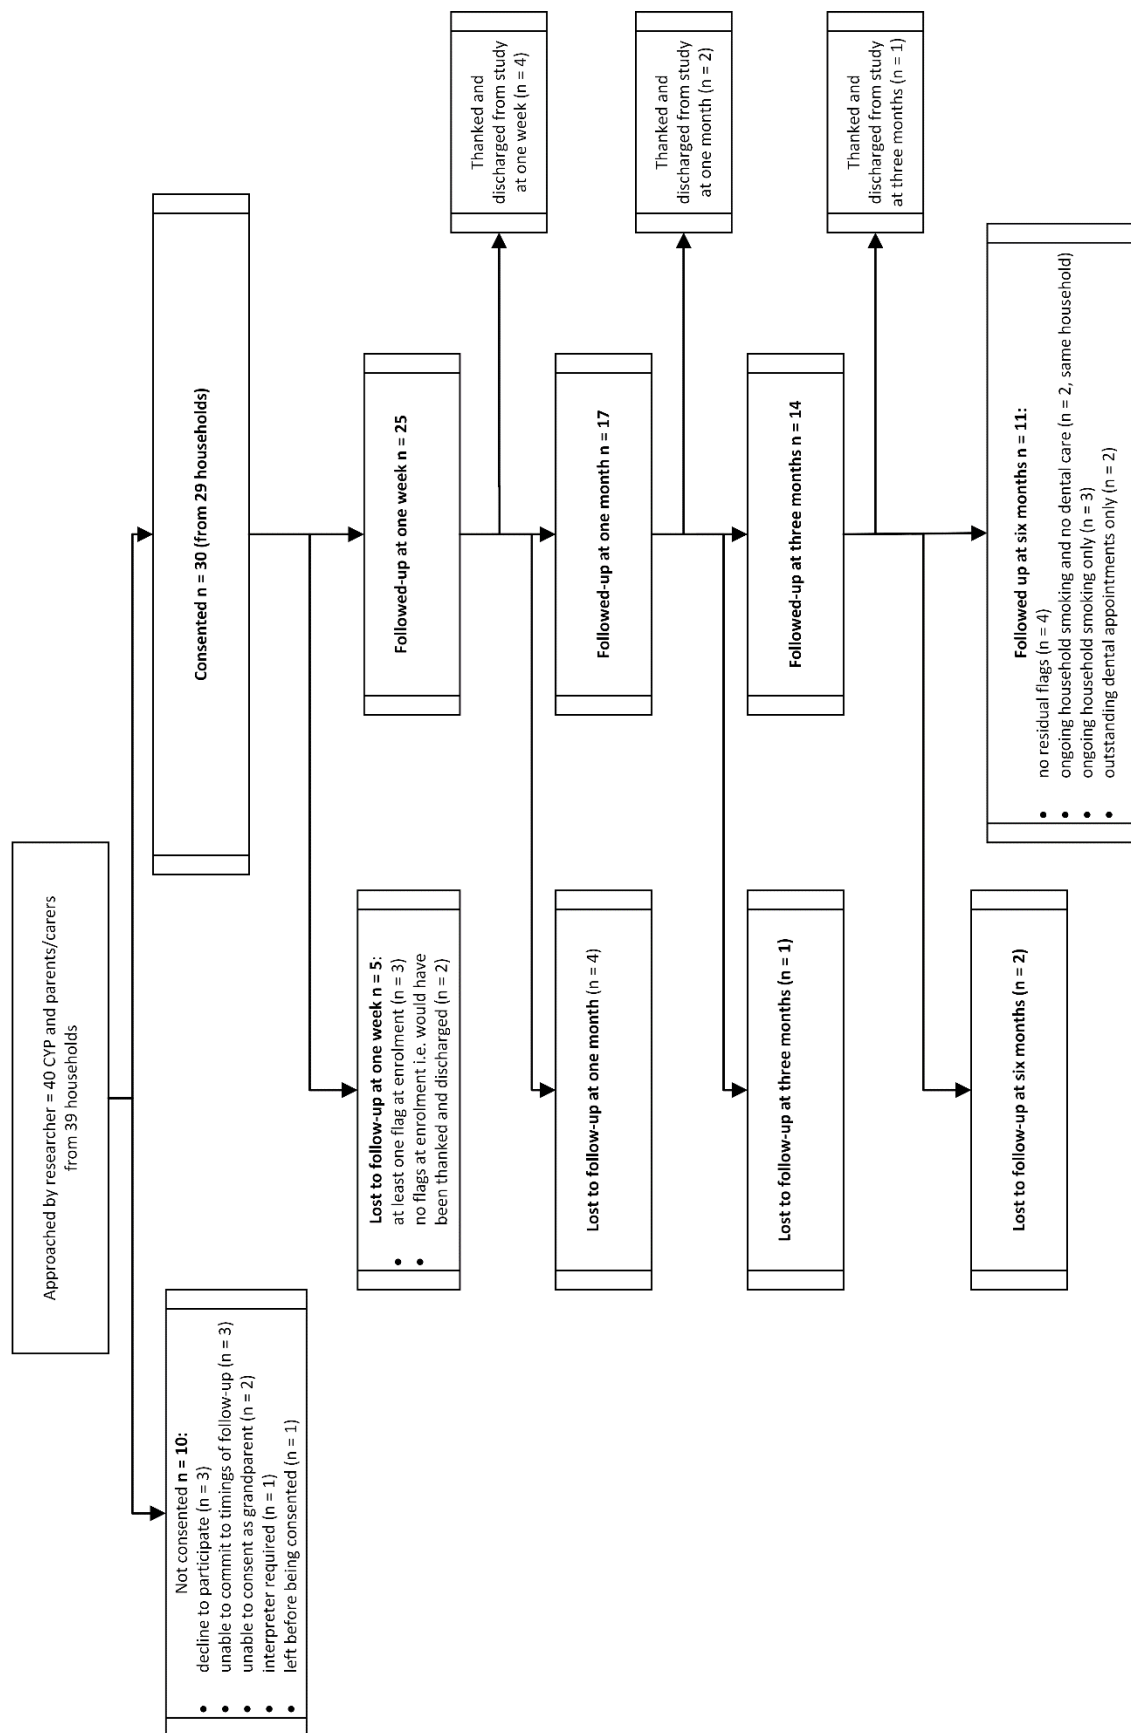 Approached by researcher = 40 CYP and parents/carers
from 39 households
Not consented n = 10:
• decline to participate (n = 3)
• unable to commit to timings of follow-up (n = 3)
• unable to consent as grandparent (n = 2)
• interpreter required (n = 1)
• left before being consented (n = 1)
Consented n = 30 (from 29 households)
Lost to follow-up at one week n = 5:
• at least one flag at enrolment (n = 3)
• no flags at enrolment i.e. would have
been thanked and discharged (n = 2)
Followed-up at one week n = 25
Thanked and
discharged from study
at one week (n = 4)
Lost to follow-up at one month (n = 4)
Followed-up at one month n = 17
Thanked and
discharged from study
at one month (n = 2)
Lost to follow-up at three months (n = 1)
Followed-up at three months n = 14
Thanked and
discharged from study
at three months (n = 1)
Lost to follow-up at six months (n = 2)
Followed up at six months n = 11:
• no residual flags (n = 4)
• ongoing household smoking and no dental care (n = 2, same household)
• ongoing household smoking only (n = 3)
• outstanding dental appointments only (n = 2)